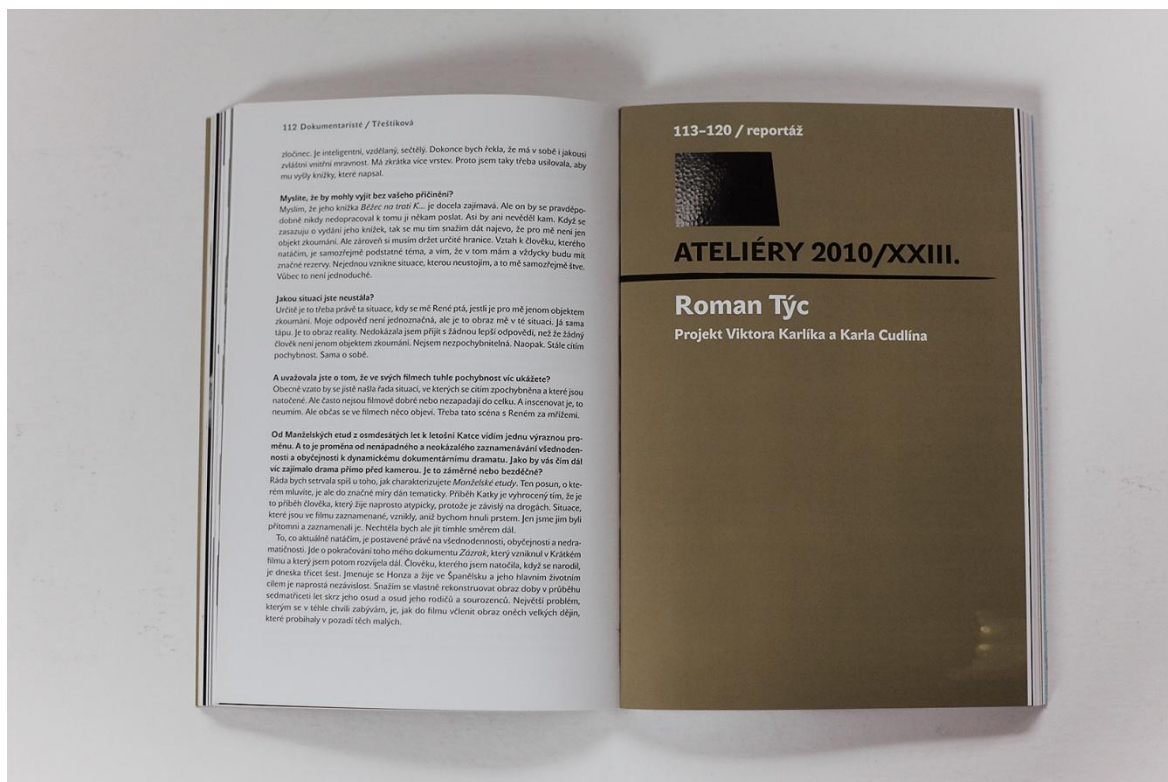 112 Dokumentaristé / Třeštíková
zločinec. Je inteligentní, vzdělaný, sečtělý. Dokonce bych řekla, že má v sobě i jakousi
zvláštní vnitřní mravnost. Má zkrátka více vrstev. Proto jsem taky třeba usilovala, aby
mu vyšly knížky, které napsal.
Myslíte, že by mohly vyjít bez vašeho přičinění?
Myslím, že jeho knížka Běžec na trati K... je docela zajímavá. Ale on by se pravděpo-
dobně nikdy nedopracoval k tomu ji někam poslat. Asi by ani nevěděl kam. Když se
zasazuju o vydání jeho knížek, tak se mu tím snažím dát najevo, že pro mě není jen
objekt zkoumání. Ale zároveň si musím držet určité hranice. Vztah k člověku, kterého
natáčím, je samozřejmě podstatné téma, a vím, že v tom mám a vždycky budu mít
značné rezervy. Nejednou vznikne situace, kterou neustojím, a to mě samozřejmě štve.
Vůbec to není jednoduché.
Jakou situaci jste neustála?
Určitě je to třeba právě ta situace, kdy se mě René ptá, jestli je pro mě jenom objektem
zkoumání. Moje odpověď není jednoznačná, ale je to obraz mě v té situaci. Já sama
tápu. Je to obraz reality. Nedokázala jsem přijít s žádnou lepší odpovědí, než že žádný
člověk není jenom objektem zkoumání. Nejsem nezpochybnitelná. Naopak. Stále cítím
pochybnost. Sama o sobě.
A uvažovala jste o tom, že ve svých filmech tuhle pochybnost víc ukážete?
Obecně vzato by se jistě našla řada situací, ve kterých se cítím zpochybněna a které jsou
natočené. Ale často nejsou filmově dobré nebo nezapadají do celku. A inscenovat je, to
neumím. Ale občas se ve filmech něco objeví. Třeba tato scéna s Reném za mřížemi.
Od Manželských etud z osmdesátých let k letošní Katce vidím jednu výraznou pro-
měnu. A to je proměna od nenápadného a neokázalého zaznamenávání všednoden-
nosti a obyčejnosti k dynamickému dokumentárnímu dramatu. Jako by vás čím dál
víc zajímalo drama přímo před kamerou. Je to záměrné nebo bezděčné?
Ráda bych setrvala spíš u toho, jak charakterizujete Manželské etudy. Ten posun, o kte-
rém mluvíte, je ale do značné míry dán tematicky. Příběh Katky je vyhrocený tím, že je
to příběh člověka, který žije naprosto atypicky, protože je závislý na drogách. Situace,
které jsou ve filmu zaznamenané, vznikly, aniž bychom hnuli prstem. Jen jsme jim byli
přítomni a zaznamenali je. Nechtěla bych ale jít tímhle směrem dál.
To, co aktuálně natáčím, je postavené právě na všednodennosti, obyčejnosti a nedra-
matičnosti. Jde o pokračování toho mého dokumentu Zázrak, který vzniknul v Krátkém
filmu a který jsem potom rozvíjela dál. Člověku, kterého jsem natočila, když se narodil,
je dneska třicet šest. Jmenuje se Honza a žije ve Španělsku a jeho hlavním životním
cílem je naprostá nezávislost. Snažím se vlastně rekonstruovat obraz doby v průběhu
sedmatřiceti let skrz jeho osud a osud jeho rodičů a sourozenců. Největší problém,
kterým se v téhle chvíli zabývám, je, jak do filmu včlenit obraz oněch velkých dějin,
které probíhaly v pozadí těch malých.
113–120 / reportáž
ATELIÉRY 2010/XXIII.
Roman Týc
Projekt Viktora Karlíka a Karla Cudlína